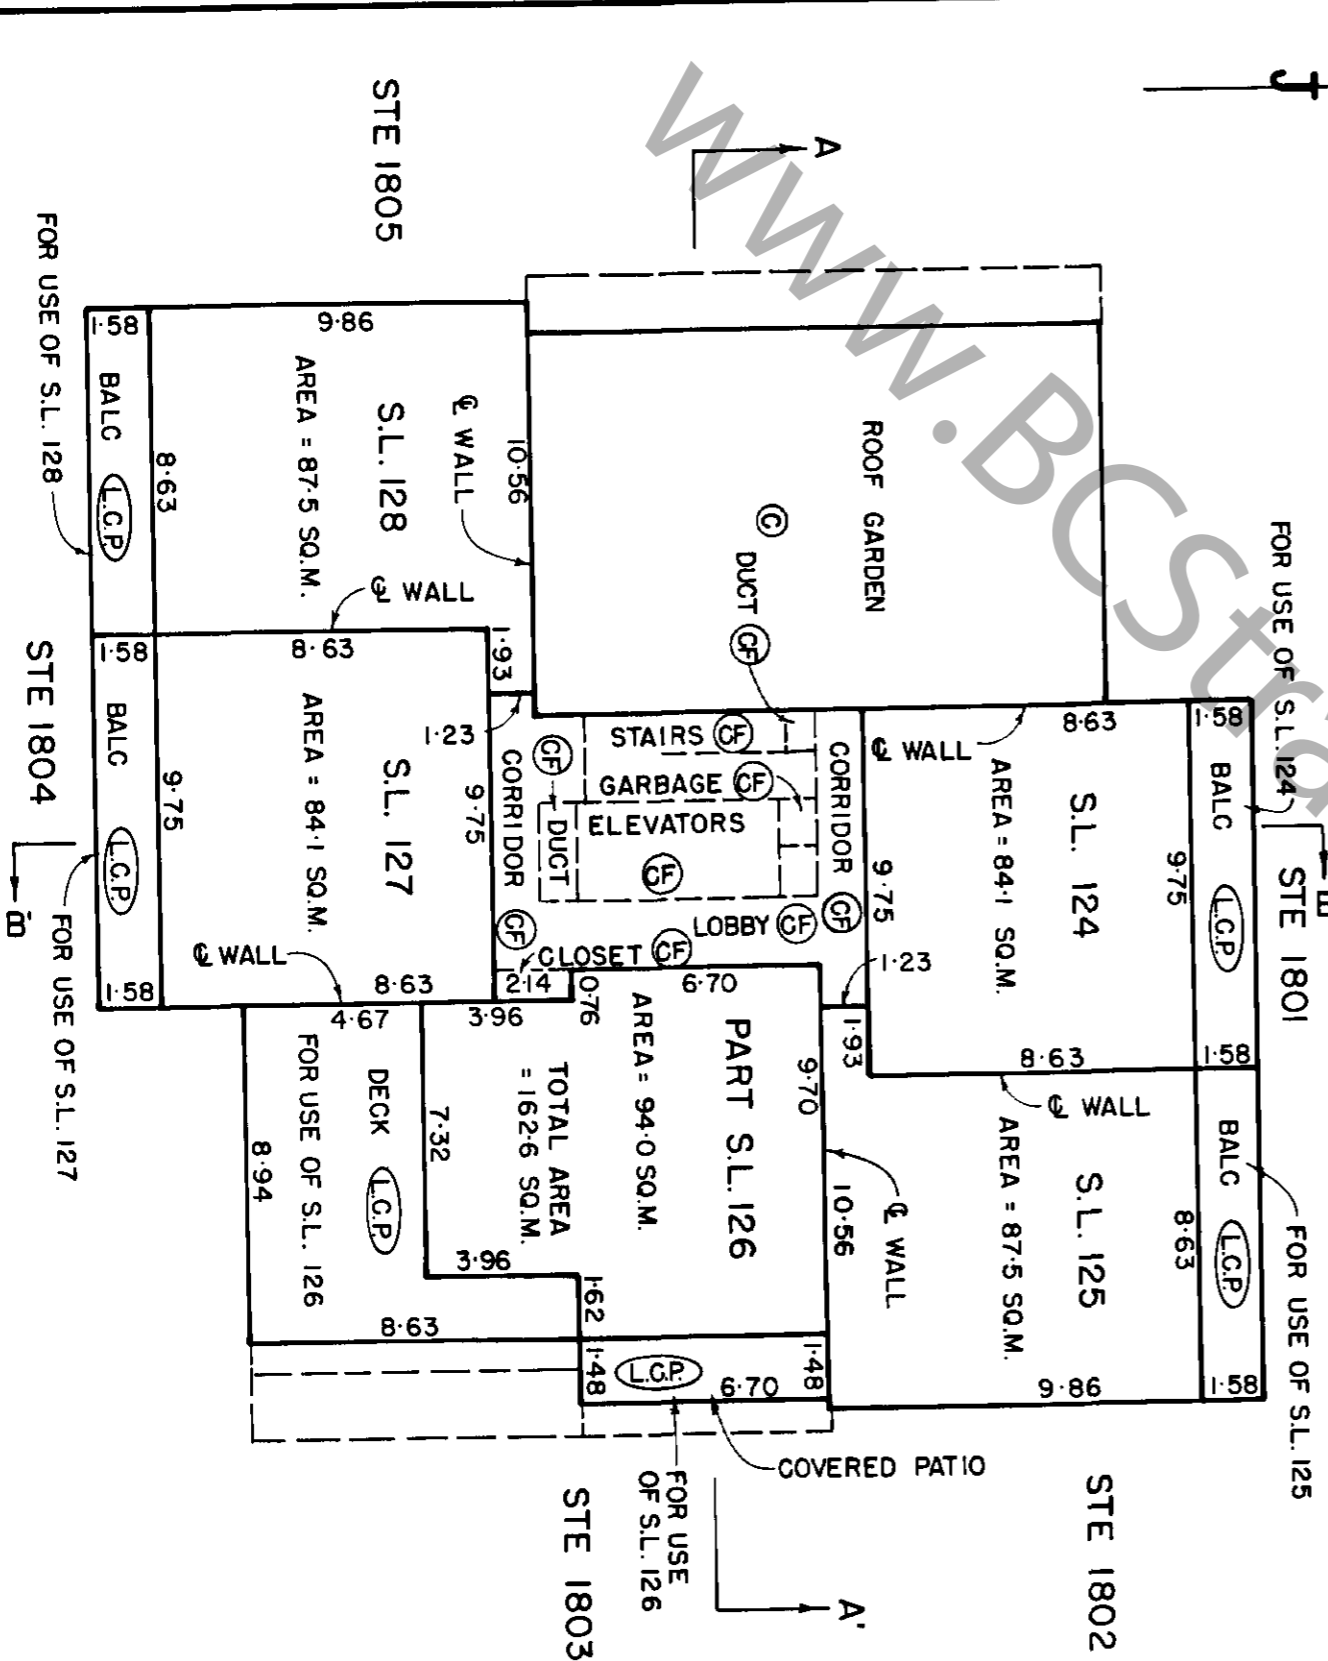 J
www.BCStra
A
STE 1805
FOR USE OF S.L. 128
1·58
BALC
L.C.P.
8·63
9·86
S.L. 128
AREA = 87·5 SQ.M.
℄ WALL
10·56
℄ WALL
1·93
ROOF GARDEN
C
DUCT CF
FOR USE OF S.L. 124
STE 1801
B
1·58
BALC
L.C.P.
9·75
1·58
8·63
℄ WALL
S.L. 124
AREA = 84·1 SQ.M.
9·75
8·63
℄ WALL
1·23
1·93
STAIRS CF
GARBAGE CF
ELEVATORS
CF
CORRIDOR CF
LOBBY CF
CLOSET CF
CF
DUCT
CORRIDOR CF
1·23
STE 1804
B
FOR USE OF S.L. 127
1·58
BALC
L.C.P.
1·58
9·75
8·63
S.L. 127
AREA = 84·1 SQ.M.
9·75
8·63
℄ WALL
2·14
0·76
6·70
3·96
4·67
PART S.L. 126
AREA = 94·0 SQ.M.
TOTAL AREA
= 162·6 SQ.M.
9·70
10·56
℄ WALL
7·32
3·96
1·62
DECK L.C.P.
FOR USE OF S.L. 126
8·94
8·63
1·48
L.C.P.
6·70
1·48
COVERED PATIO
FOR USE
OF S.L. 126
S.L. 125
AREA = 87·5 SQ.M.
8·63
9·86
BALC
L.C.P.
1·58
FOR USE OF S.L. 125
STE 1802
STE 1803
A'